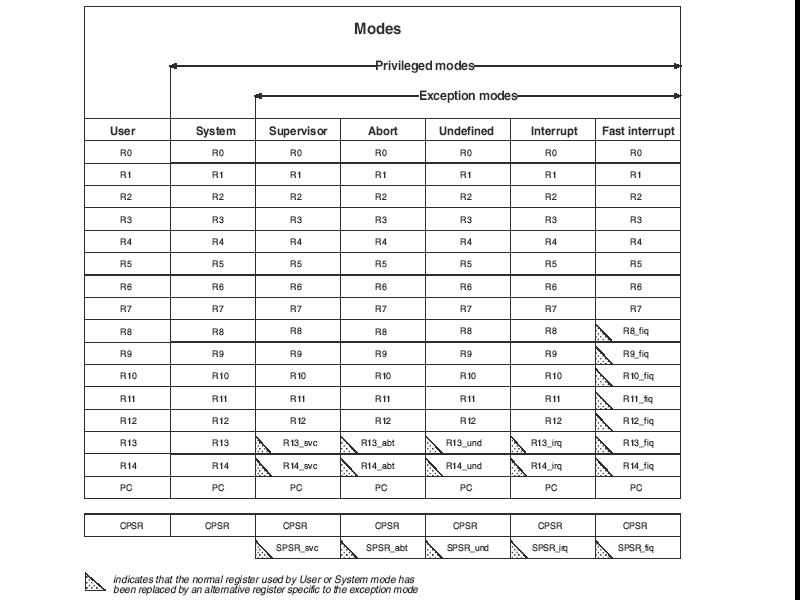 Modes
Privileged modes
Exception modes
User System Supervisor Abort Undefined Interrupt Fast interrupt
R0 R0 R0 R0 R0 R0 R0
R1 R1 R1 R1 R1 R1 R1
R2 R2 R2 R2 R2 R2 R2
R3 R3 R3 R3 R3 R3 R3
R4 R4 R4 R4 R4 R4 R4
R5 R5 R5 R5 R5 R5 R5
R6 R6 R6 R6 R6 R6 R6
R7 R7 R7 R7 R7 R7 R7
R8 R8 R8 R8 R8 R8 R8_fiq
R9 R9 R9 R9 R9 R9 R9_fiq
R10 R10 R10 R10 R10 R10 R10_fiq
R11 R11 R11 R11 R11 R11 R11_fiq
R12 R12 R12 R12 R12 R12 R12_fiq
R13 R13 R13_svc R13_abt R13_und R13_irq R13_fiq
R14 R14 R14_svc R14_abt R14_und R14_irq R14_fiq
PC PC PC PC PC PC PC
CPSR CPSR CPSR CPSR CPSR CPSR CPSR
SPSR_svc SPSR_abt SPSR_und SPSR_irq SPSR_fiq
indicates that the normal register used by User or System mode has
been replaced by an alternative register specific to the exception mode